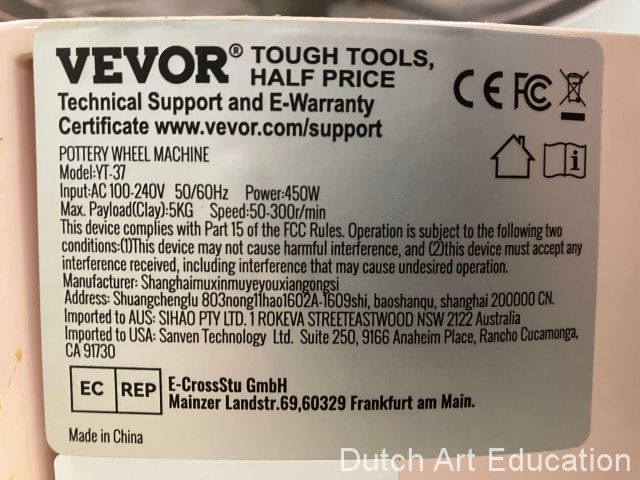 VEVOR® TOUGH TOOLS,
HALF PRICE
Technical Support and E-Warranty
Certificate www.vevor.com/support
CE FC
POTTERY WHEEL MACHINE
Model:YT-37
Input:AC 100-240V 50/60Hz Power:450W
Max. Payload(Clay):5KG Speed:50-300r/min
This device complies with Part 15 of the FCC Rules. Operation is subject to the following two
conditions:(1)This device may not cause harmful interference, and (2)this device must accept any
interference received, including interference that may cause undesired operation.
Manufacturer: Shanghaimuxinmuyeyouxiangongsi
Address: Shuangchenglu 803nong11hao1602A-1609shi, baoshanqu, shanghai 200000 CN.
Imported to AUS: SIHAO PTY LTD. 1 ROKEVA STREETEASTWOOD NSW 2122 Australia
Imported to USA: Sanven Technology Ltd. Suite 250, 9166 Anaheim Place, Rancho Cucamonga,
CA 91730
EC REP
E-CrossStu GmbH
Mainzer Landstr.69,60329 Frankfurt am Main.
Made in China
Dutch Art Education